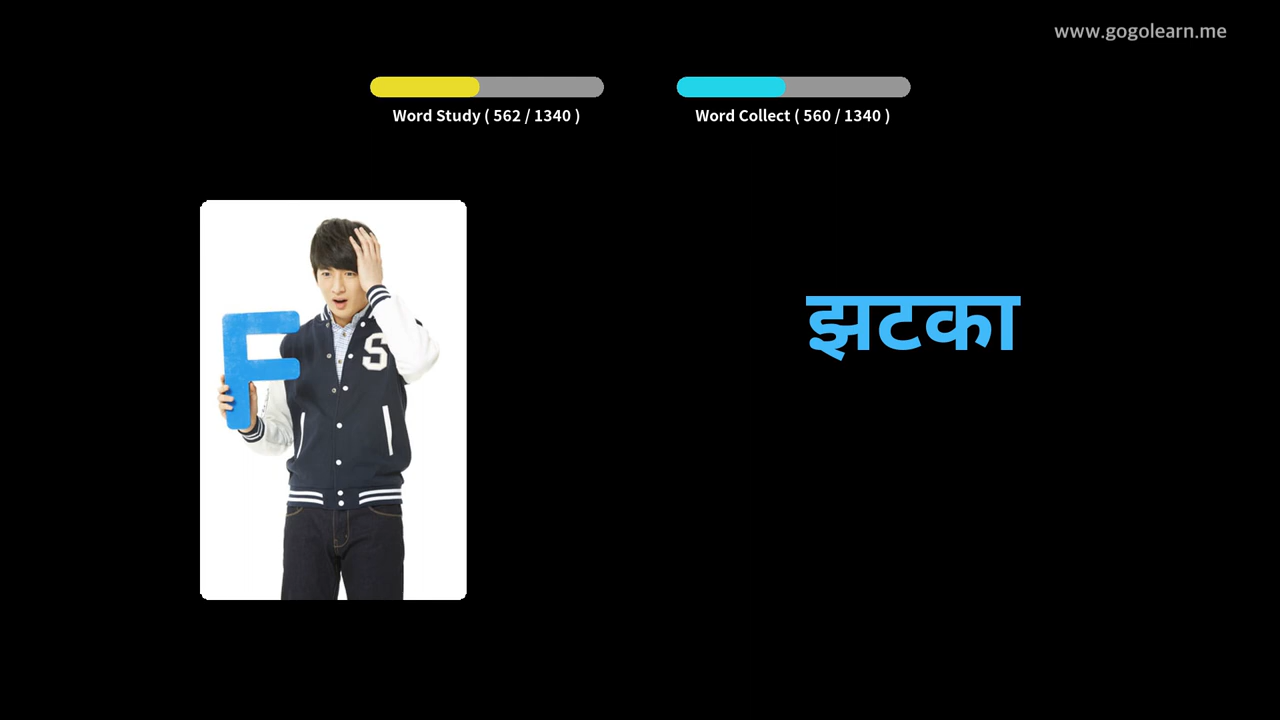 www.gogolearn.me
Word Study ( 562 / 1340 )
Word Collect ( 560 / 1340 )
F
S
झटका